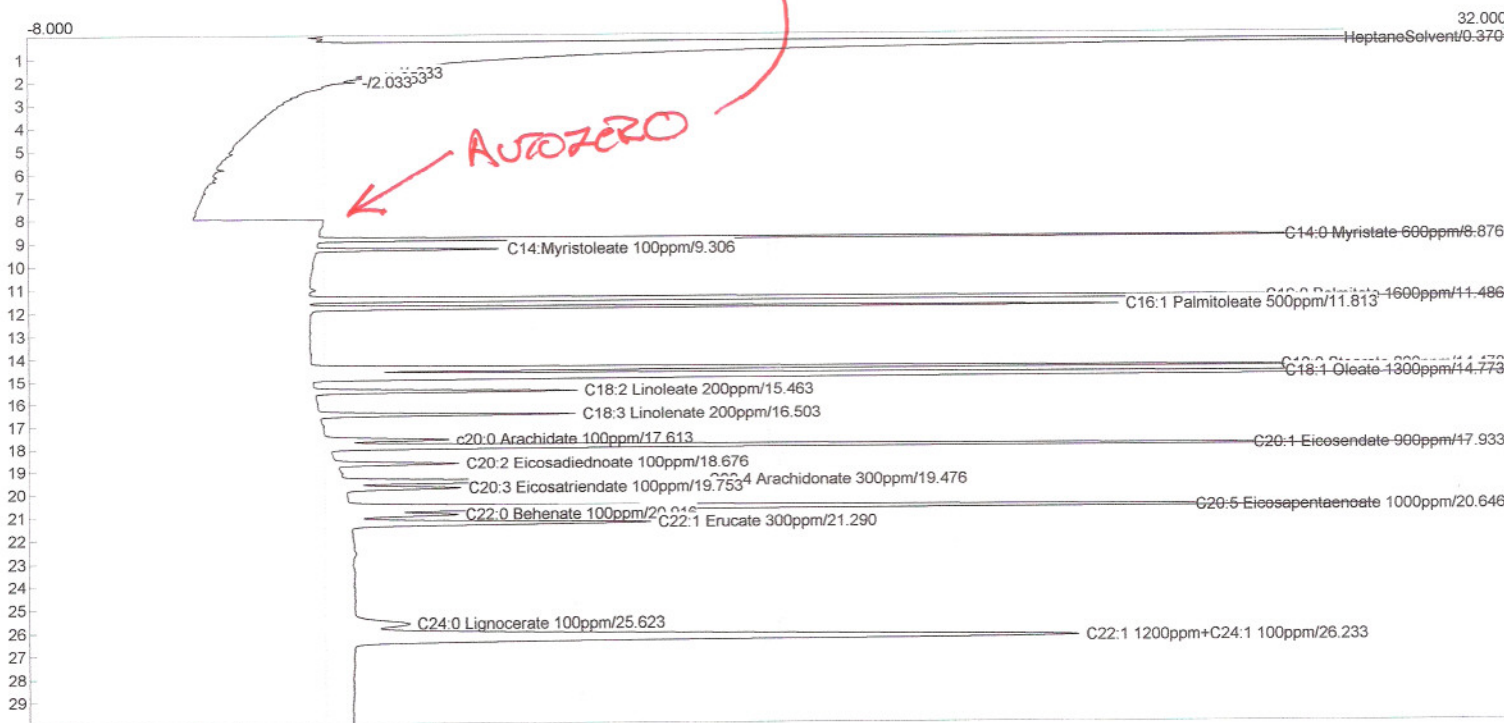 -8.000
32.000
HeptaneSolvent/0.370
1
2
-/2.033
3
4
5
AUTOZERO
6
7
8
C14:0 Myristate 600ppm/8.876
9
C14:Myristoleate 100ppm/9.306
10
11
Palmitate 1600ppm/11.486
12
C16:1 Palmitoleate 500ppm/11.813
13
14
15
C18:1 Oleate 1300ppm/14.773
C18:2 Linoleate 200ppm/15.463
16
C18:3 Linolenate 200ppm/16.503
17
c20:0 Arachidate 100ppm/17.613
C20:1 Eicosendate 900ppm/17.933
18
C20:2 Eicosadiednoate 100ppm/18.676
19
Arachidonate 300ppm/19.476
C20:3 Eicosatriendate 100ppm/19.753
20
C20:5 Eicosapentaenoate 1000ppm/20.646
C22:0 Behenate
21
C22:1 Erucate 300ppm/21.290
22
23
24
25
C24:0 Lignocerate 100ppm/25.623
26
C22:1 1200ppm+C24:1 100ppm/26.233
27
28
29